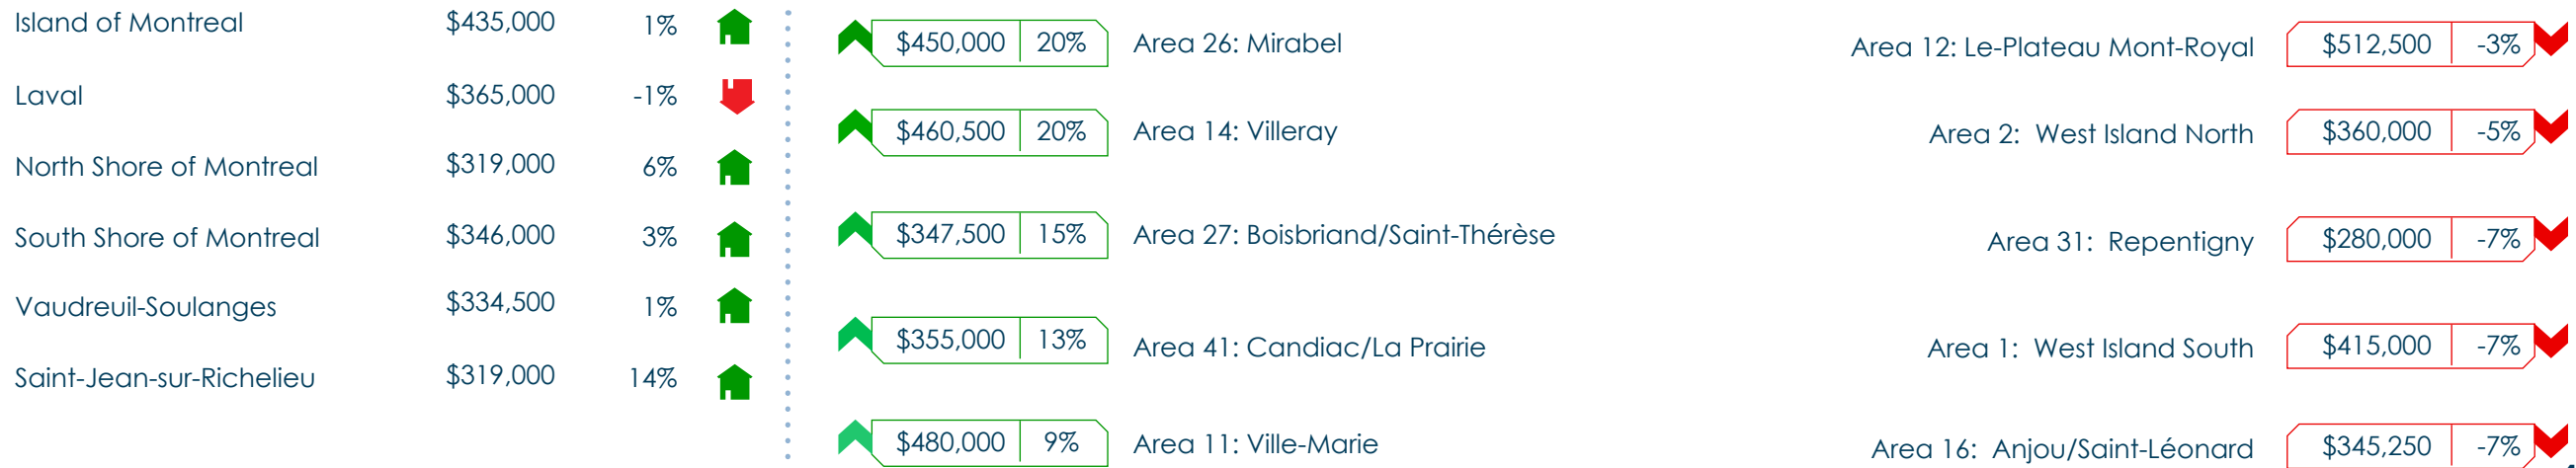 Island of Montreal $435,000 1%
Laval $365,000 -1%
North Shore of Montreal $319,000 6%
South Shore of Montreal $346,000 3%
Vaudreuil-Soulanges $334,500 1%
Saint-Jean-sur-Richelieu $319,000 14%
$450,000 20% Area 26: Mirabel
$460,500 20% Area 14: Villeray
$347,500 15% Area 27: Boisbriand/Saint-Thérèse
$355,000 13% Area 41: Candiac/La Prairie
$480,000 9% Area 11: Ville-Marie
Area 12: Le-Plateau Mont-Royal $512,500 -3%
Area 2: West Island North $360,000 -5%
Area 31: Repentigny $280,000 -7%
Area 1: West Island South $415,000 -7%
Area 16: Anjou/Saint-Léonard $345,250 -7%